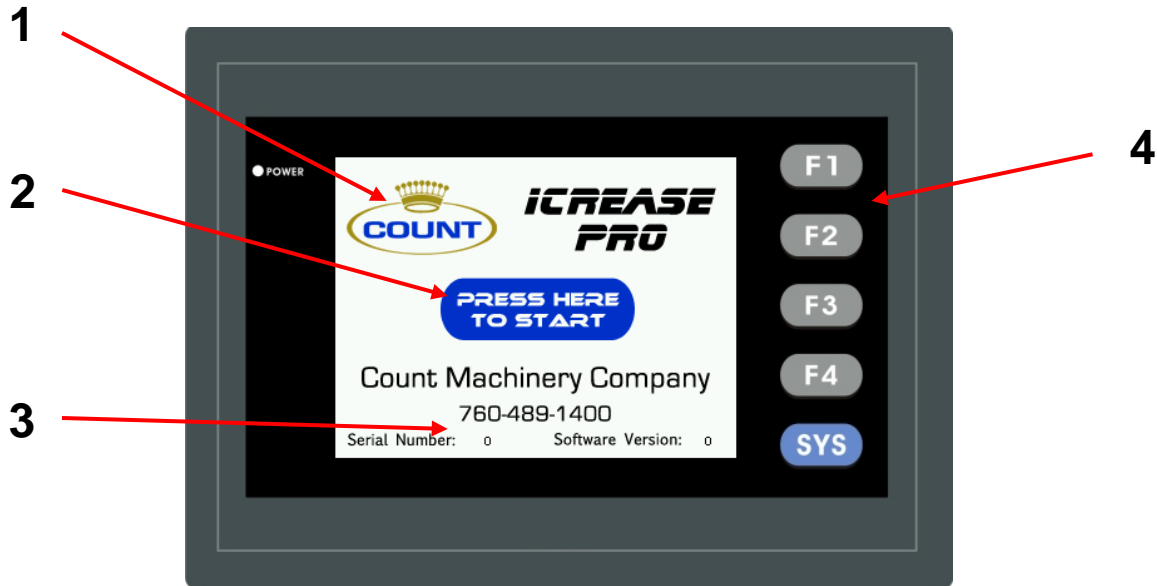 1
2
3
4
POWER
COUNT
iCREASE
PRO
PRESS HERE
TO START
Count Machinery Company
760-489-1400
Serial Number: 0 Software Version: 0
F1
F2
F3
F4
SYS